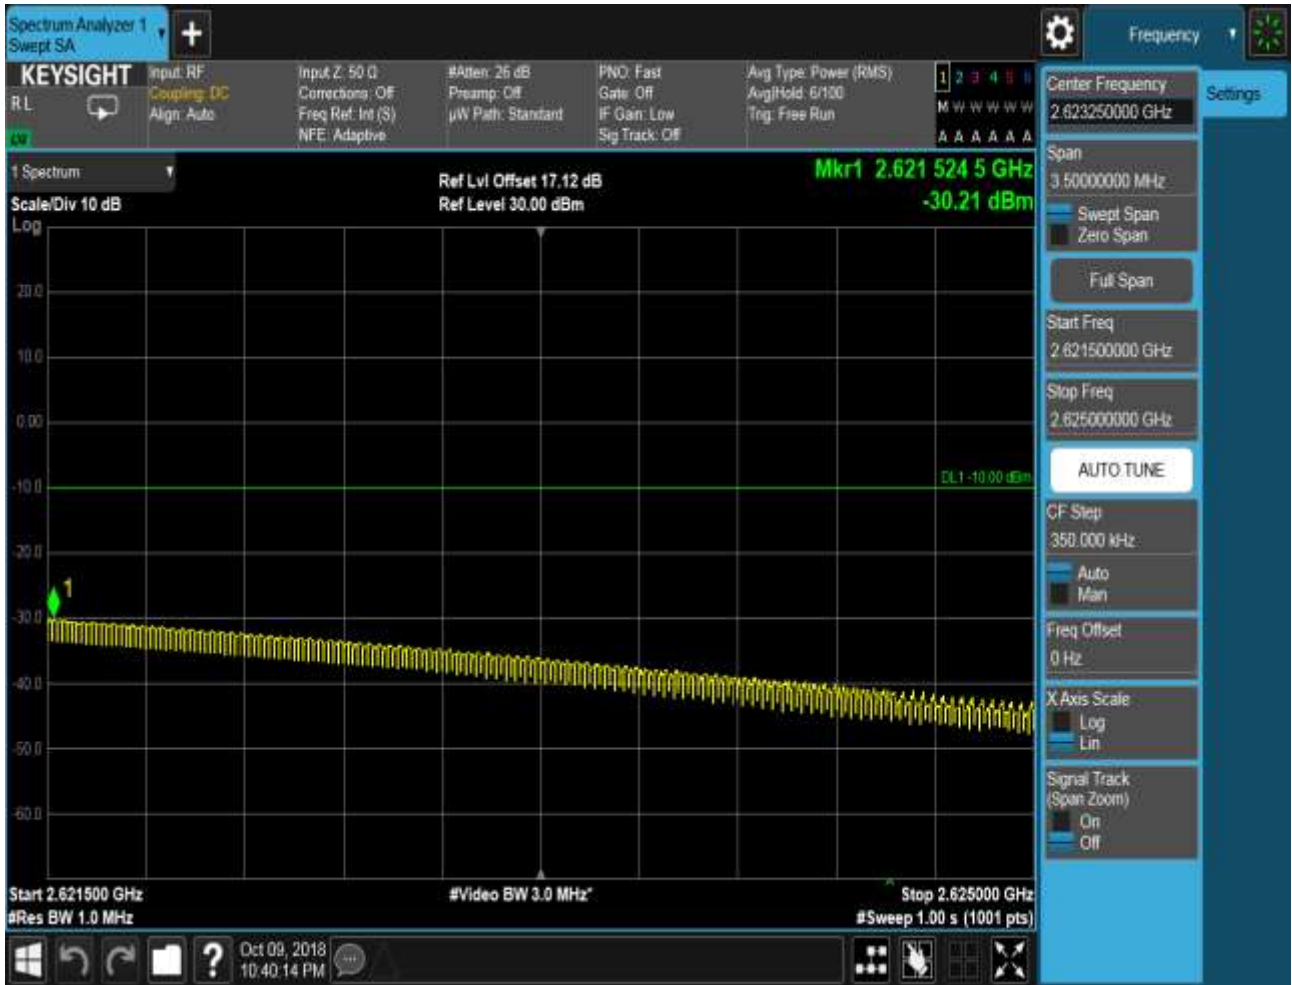 Spectrum Analyzer 1
Swept SA
+
Frequency
KEYSIGHT
RL
Input: RF
Coupling: DC
Align: Auto
Input Z: 50 Ω
Corrections: Off
Freq Ref: Int (S)
NFE: Adaptive
#Atten: 26 dB
Preamp: Off
µW Path: Standard
PNO: Fast
Gate: Off
IF Gain: Low
Sig Track: Off
Avg Type: Power (RMS)
Avg|Hold: 6/100
Trig: Free Run
1 2 3 4 5 6
M W W W W W
A A A A A A
1 Spectrum
Scale/Div 10 dB
Log
Ref Lvl Offset 17.12 dB
Ref Level 30.00 dBm
Mkr1 2.621 524 5 GHz
-30.21 dBm
20.0
10.0
0.00
-10.0
-20.0
-30.0
-40.0
-50.0
-60.0
DL1 -10.00 dBm
1
Start 2.621500 GHz
#Res BW 1.0 MHz
#Video BW 3.0 MHz*
Stop 2.625000 GHz
#Sweep 1.00 s (1001 pts)
Center Frequency
2.623250000 GHz
Settings
Span
3.50000000 MHz
Swept Span
Zero Span
Full Span
Start Freq
2.621500000 GHz
Stop Freq
2.625000000 GHz
AUTO TUNE
CF Step
350.000 kHz
Auto
Man
Freq Offset
0 Hz
X Axis Scale
Log
Lin
Signal Track
(Span Zoom)
On
Off
?
Oct 09, 2018
10:40:14 PM